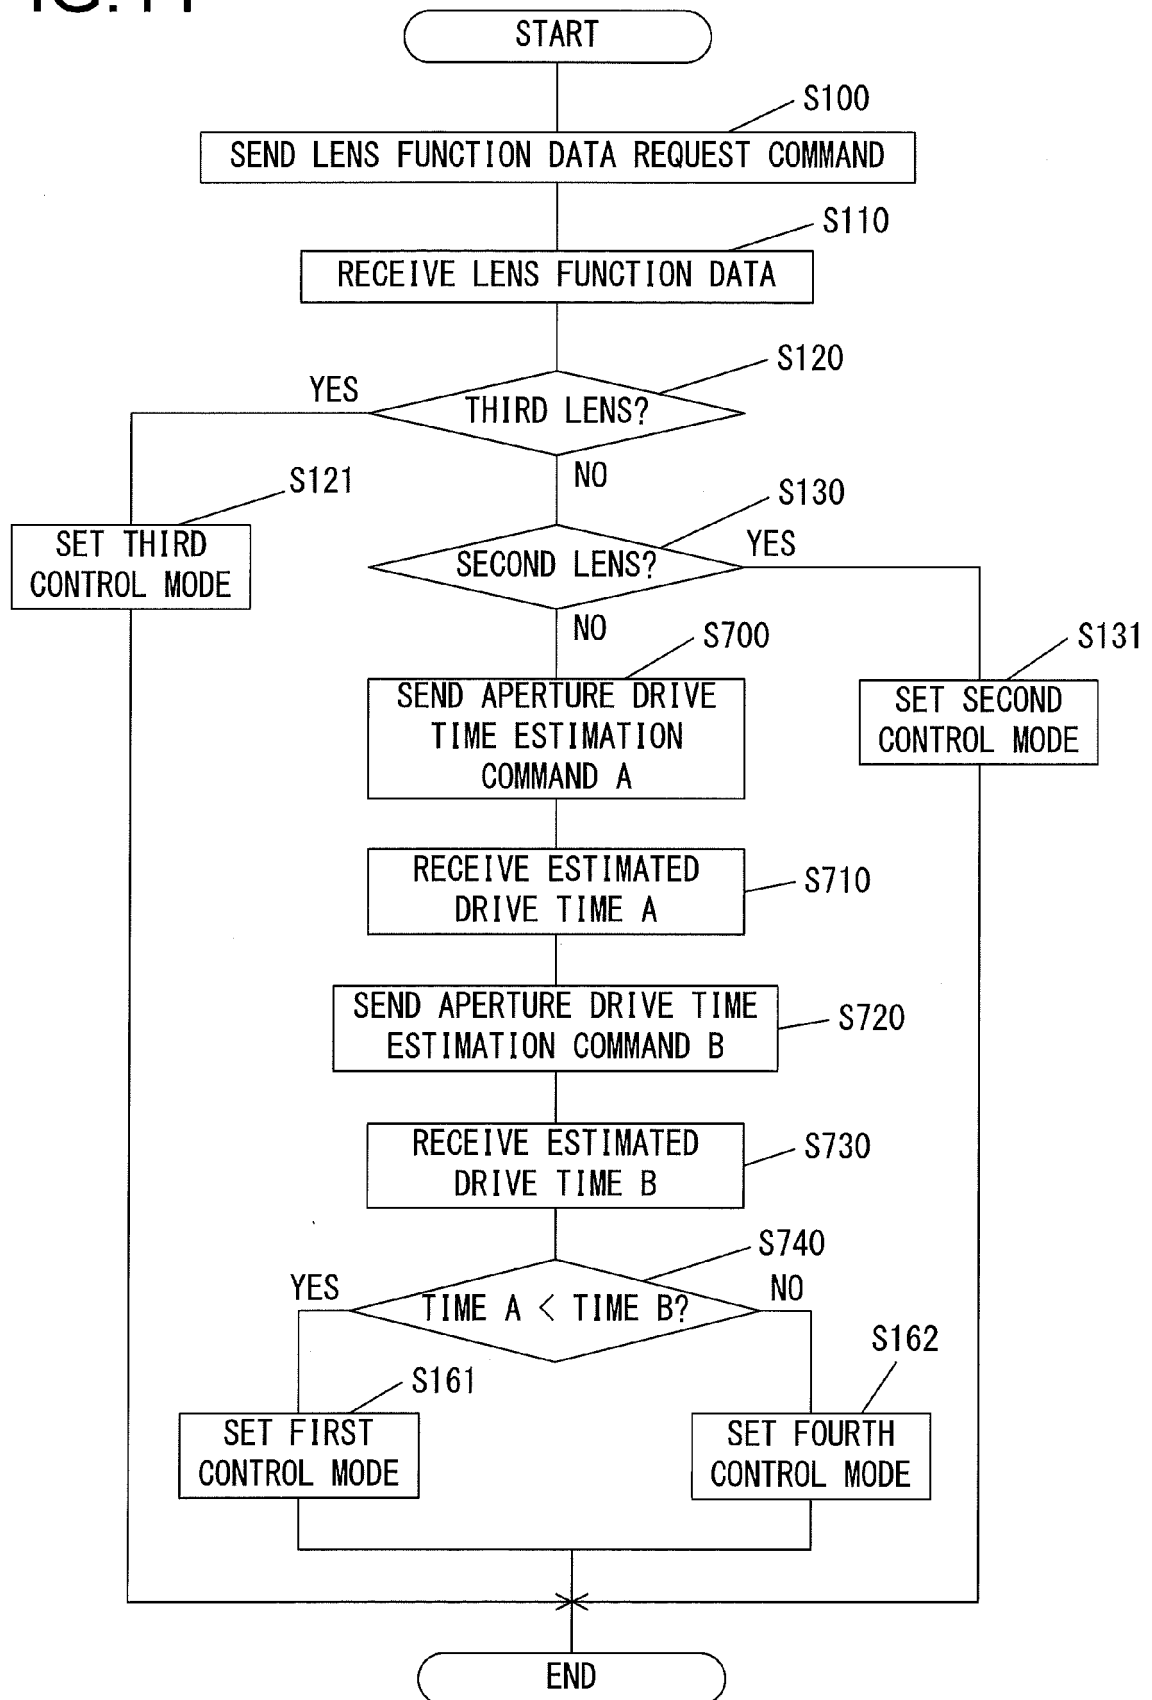 START
S100
SEND LENS FUNCTION DATA REQUEST COMMAND
S110
RECEIVE LENS FUNCTION DATA
S120
YES
THIRD LENS?
NO
S121
SET THIRD
CONTROL MODE
S130
YES
SECOND LENS?
NO
S131
SET SECOND
CONTROL MODE
S700
SEND APERTURE DRIVE
TIME ESTIMATION
COMMAND A
S710
RECEIVE ESTIMATED
DRIVE TIME A
S720
SEND APERTURE DRIVE TIME
ESTIMATION COMMAND B
S730
RECEIVE ESTIMATED
DRIVE TIME B
S740
YES
TIME A < TIME B?
NO
S161
SET FIRST
CONTROL MODE
S162
SET FOURTH
CONTROL MODE
END